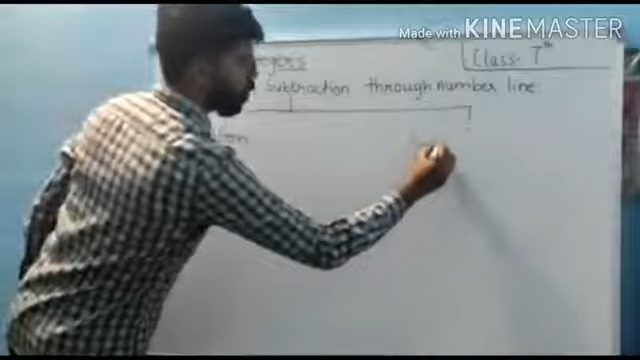 Made with KINEMASTER
Class 7th
Subtraction through number line